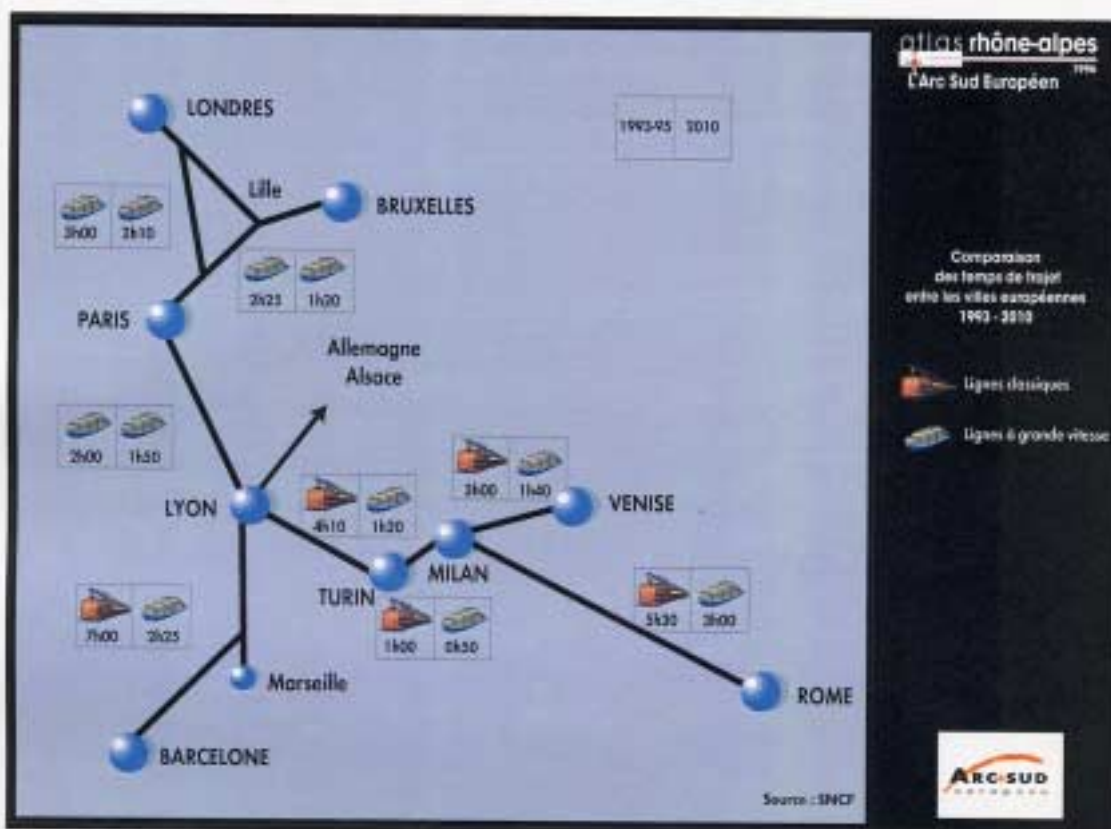 atlas rhône-alpes
1996
L'Arc Sud Européen
LONDRES
1993-95 2010
Lille
BRUXELLES
3h00 2h10
2h25 1h20
PARIS
Allemagne
Alsace
Comparaison
des temps de trajet
entre les villes européennes
1993 - 2010
Lignes classiques
Lignes à grande vitesse
2h00 1h50
3h00 1h40
LYON
4h10 1h20
VENISE
TURIN
MILAN
7h00 2h25
1h00 0h50
5h30 3h00
Marseille
ROME
BARCELONE
Source : SNCF
ARC SUD
européen